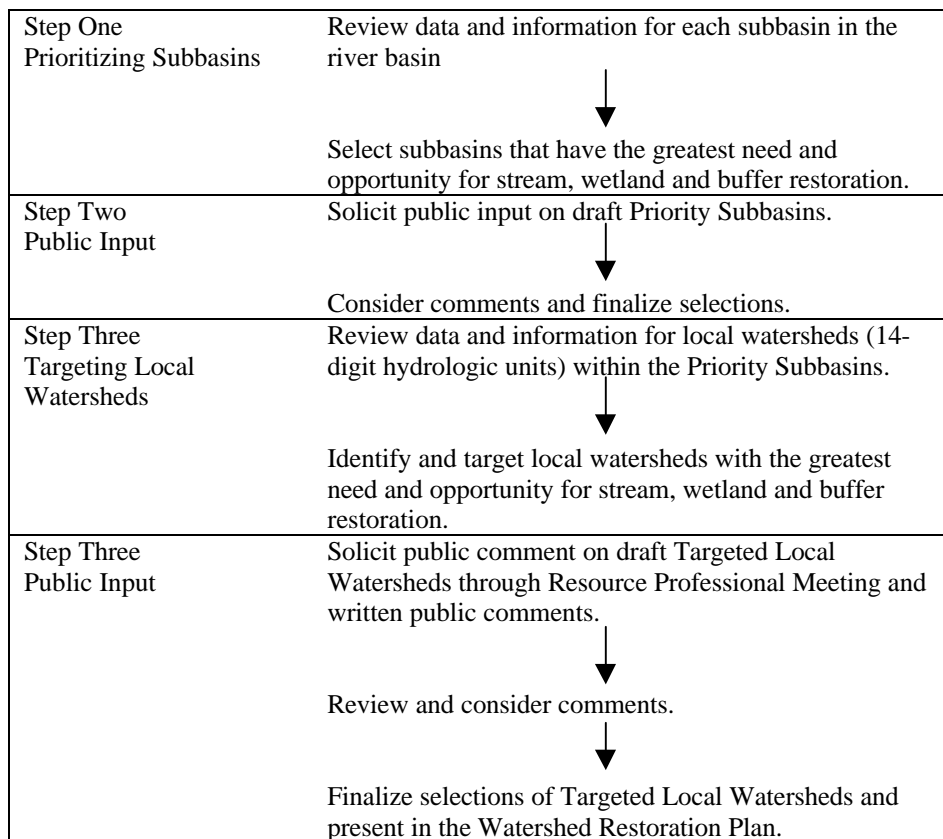 Step One
Prioritizing Subbasins
Review data and information for each subbasin in the
river basin
Select subbasins that have the greatest need and
opportunity for stream, wetland and buffer restoration.
Step Two
Public Input
Solicit public input on draft Priority Subbasins.
Consider comments and finalize selections.
Step Three
Targeting Local
Watersheds
Review data and information for local watersheds (14-
digit hydrologic units) within the Priority Subbasins.
Identify and target local watersheds with the greatest
need and opportunity for stream, wetland and buffer
restoration.
Step Three
Public Input
Solicit public comment on draft Targeted Local
Watersheds through Resource Professional Meeting and
written public comments.
Review and consider comments.
Finalize selections of Targeted Local Watersheds and
present in the Watershed Restoration Plan.